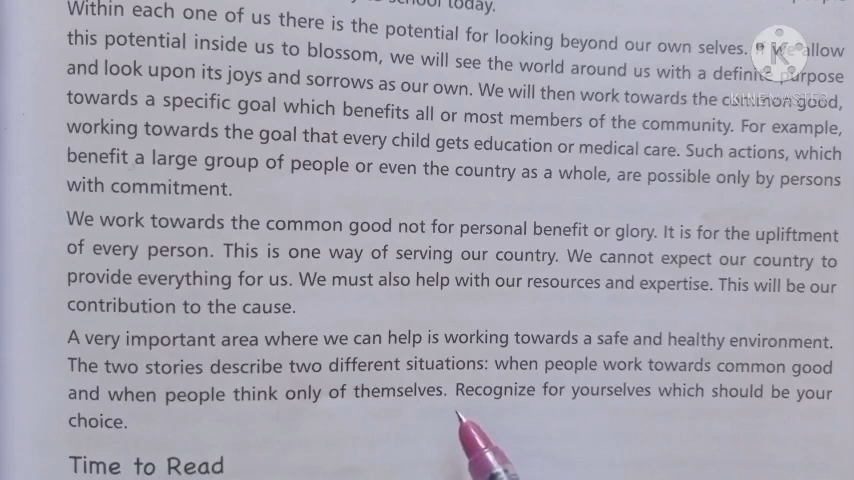 school today.
Within each one of us there is the potential for looking beyond our own selves. If we allow
this potential inside us to blossom, we will see the world around us with a definite purpose
and look upon its joys and sorrows as our own. We will then work towards the common good,
towards a specific goal which benefits all or most members of the community. For example,
working towards the goal that every child gets education or medical care. Such actions, which
benefit a large group of people or even the country as a whole, are possible only by persons
with commitment.
We work towards the common good not for personal benefit or glory. It is for the upliftment
of every person. This is one way of serving our country. We cannot expect our country to
provide everything for us. We must also help with our resources and expertise. This will be our
contribution to the cause.
A very important area where we can help is working towards a safe and healthy environment.
The two stories describe two different situations: when people work towards common good
and when people think only of themselves. Recognize for yourselves which should be your
choice.
Time to Read
KINEMASTER